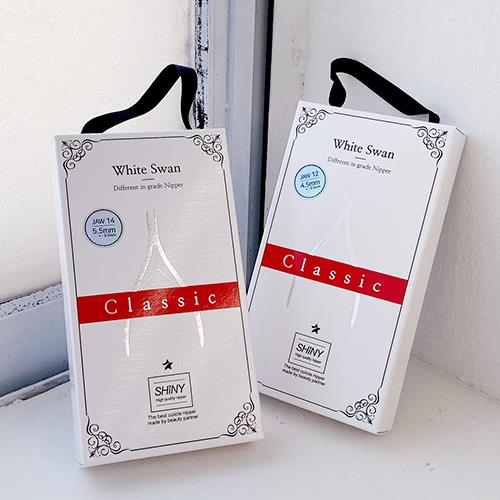 White Swan
Different in grade Nipper
JAW 14
5.5mm
Classic
SHINY
High quality nipper
The best cuticle nipper
made by beauty partner
White Swan
Different in grade Nipper
JAW 12
4.5mm
Classic
SHINY
High quality nipper
The best cuticle nipper
made by beauty partner